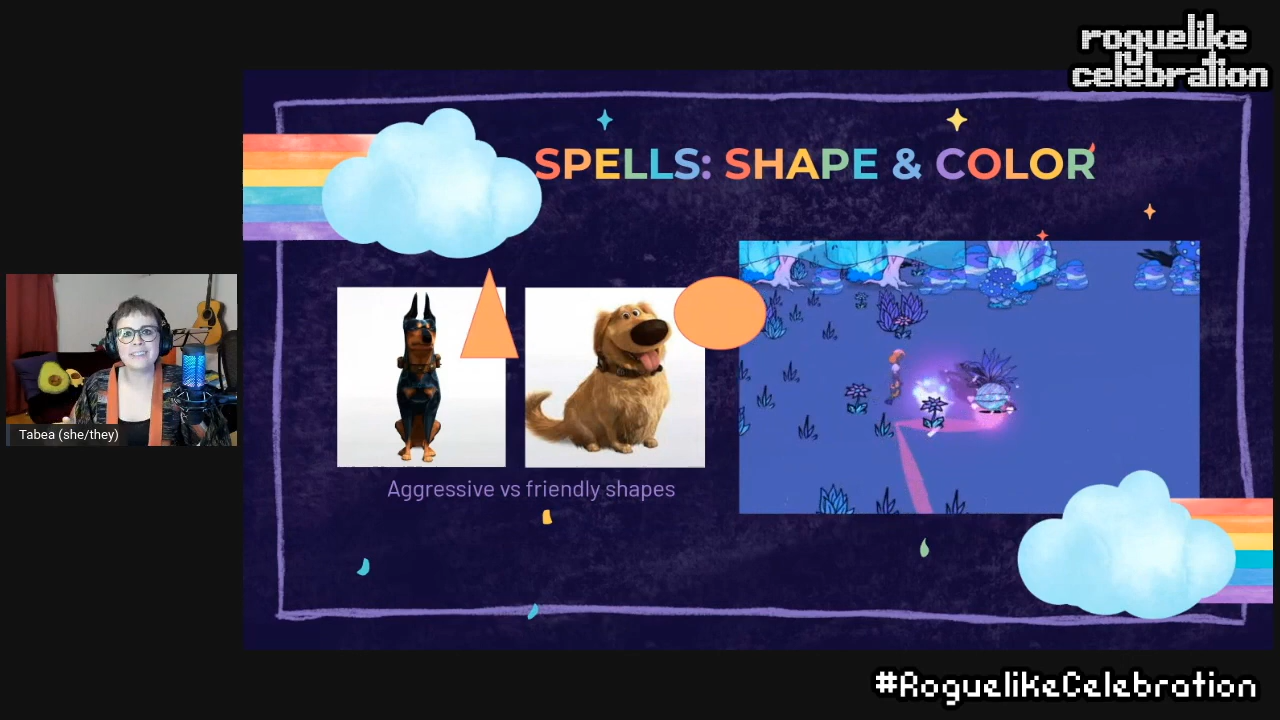 roguelike
celebration
SPELLS: SHAPE & COLOR
Tabea (she/they)
Aggressive vs friendly shapes
#RoguelikeCelebration